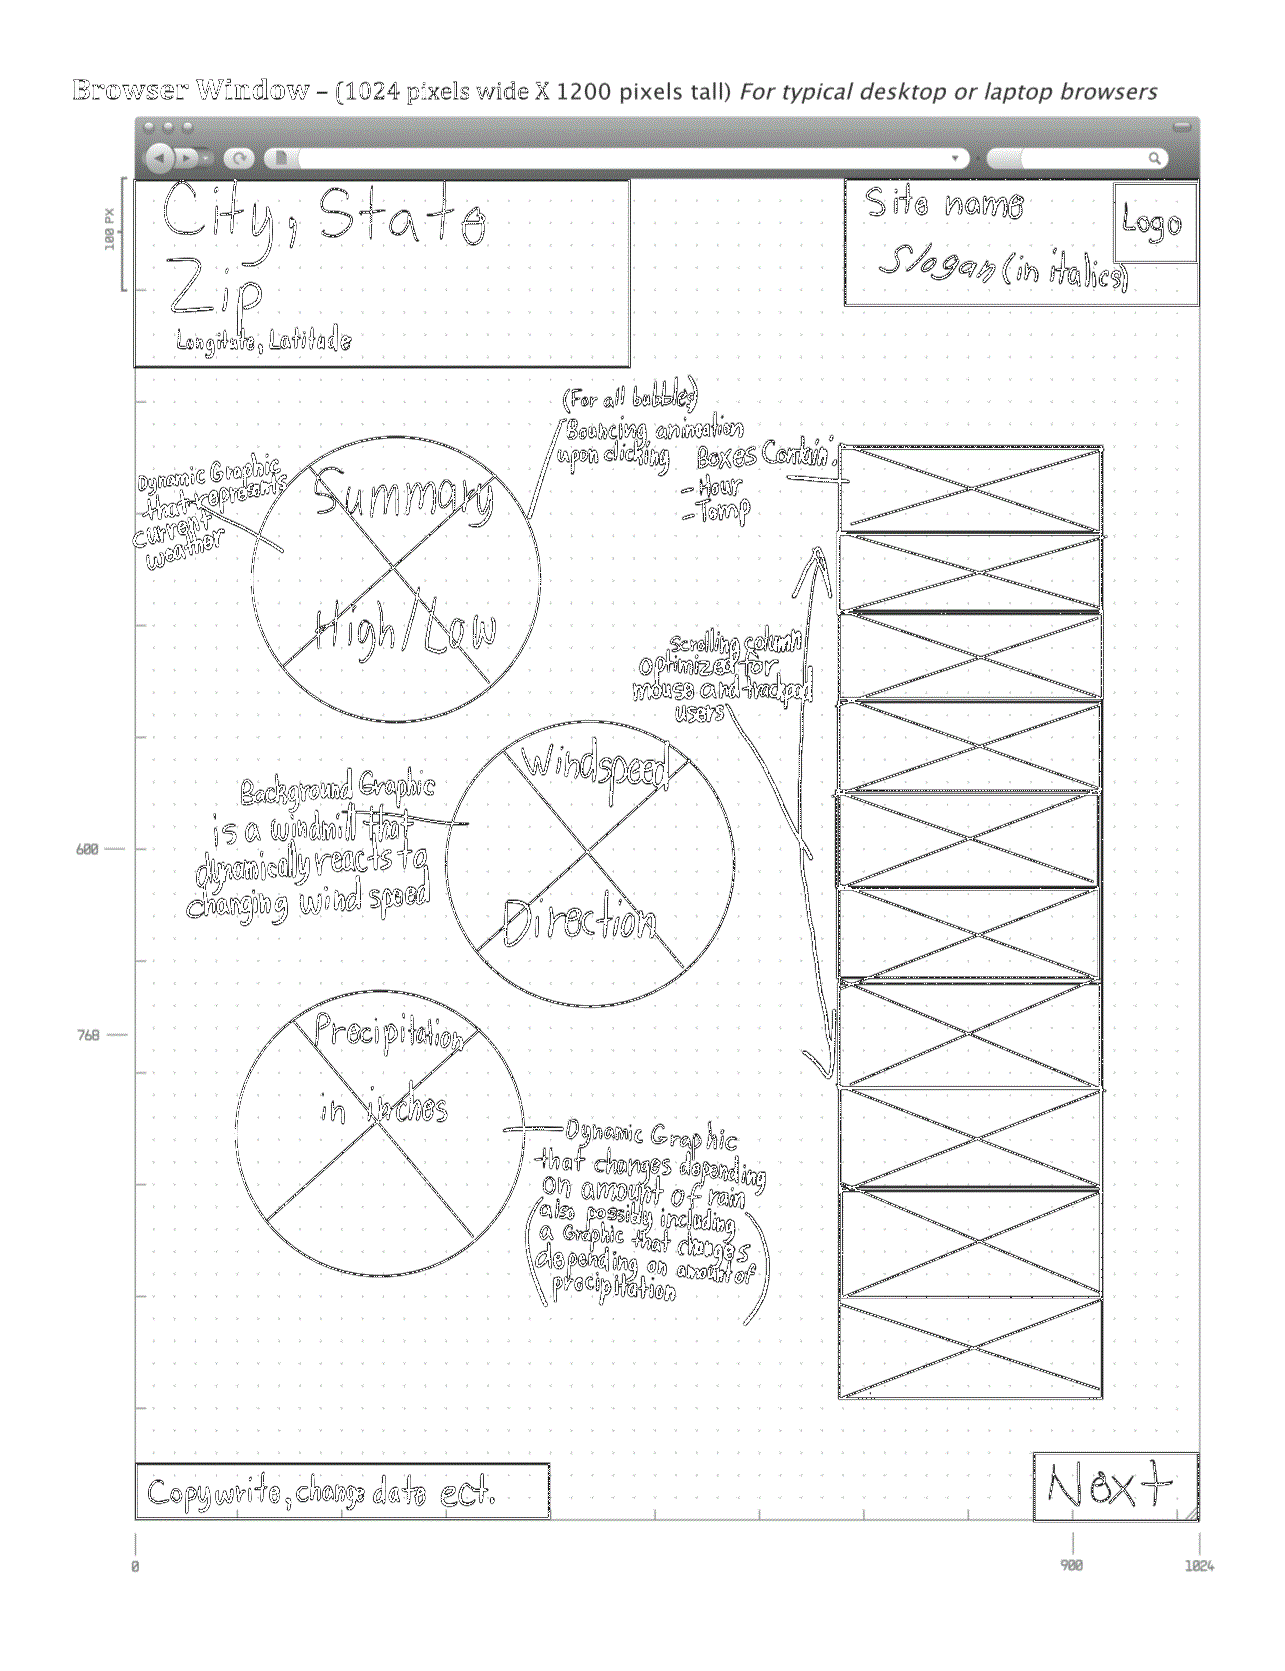 Browser Window – (1024 pixels wide X 1200 pixels tall) For typical desktop or laptop browsers
100 PX
City, State
Zip
Longitute, Latitude
Site name
Slogan (in italics)
Logo
(For all bubbles)
Bouncing animation
upon clicking
Boxes Contain:
- Hour
- Temp
Dynamic Graphic
that represents
current
weather
Summary
High/Low
Scrolling column
optimized for
mouse and trackpad
users
Windspeed
Direction
Background Graphic
is a windmill that
dynamically reacts to
changing wind speed
600
768
Precipitation
in inches
Dynamic Graphic
that changes depending
on amount of rain
(also possibly including
a Graphic that changes
depending on amount of
precipitation)
Copywrite, change date ect.
Next
0
900
1024